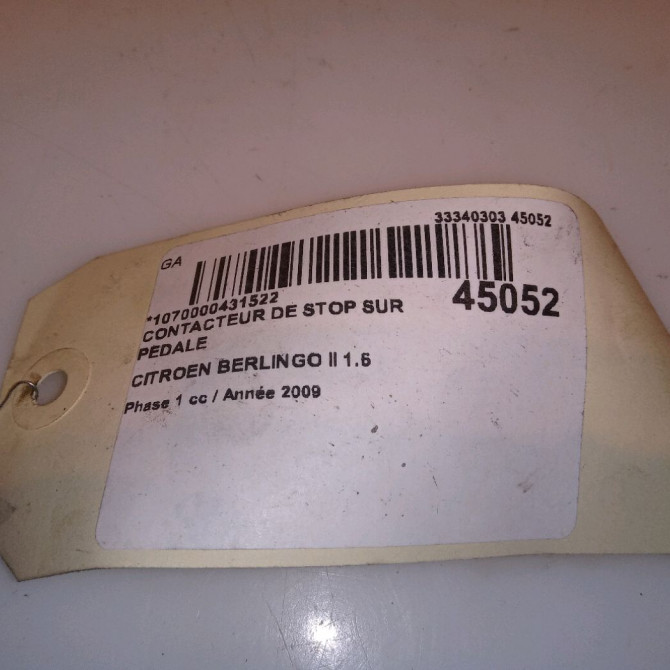 33340303 45052
GA
*1070000431522
45052
CONTACTEUR DE STOP SUR
PEDALE
CITROEN BERLINGO II 1.6
Phase 1 cc / Année 2009